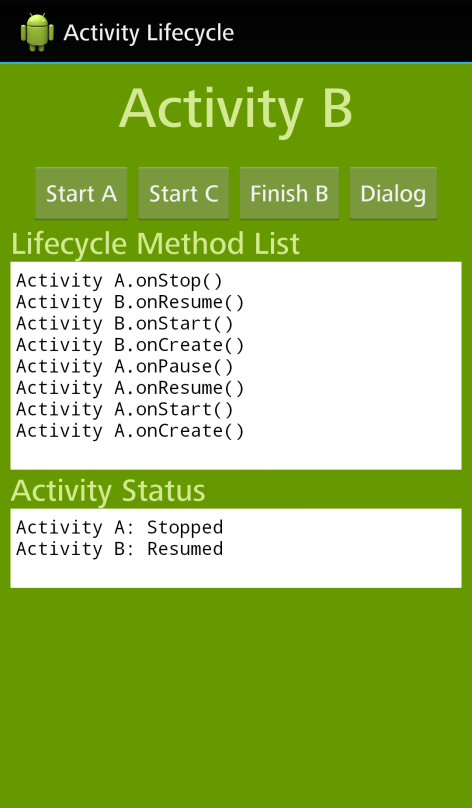 Activity Lifecycle
Activity B
Start A Start C Finish B Dialog
Lifecycle Method List
Activity A.onStop()
Activity B.onResume()
Activity B.onStart()
Activity B.onCreate()
Activity A.onPause()
Activity A.onResume()
Activity A.onStart()
Activity A.onCreate()
Activity Status
Activity A: Stopped
Activity B: Resumed